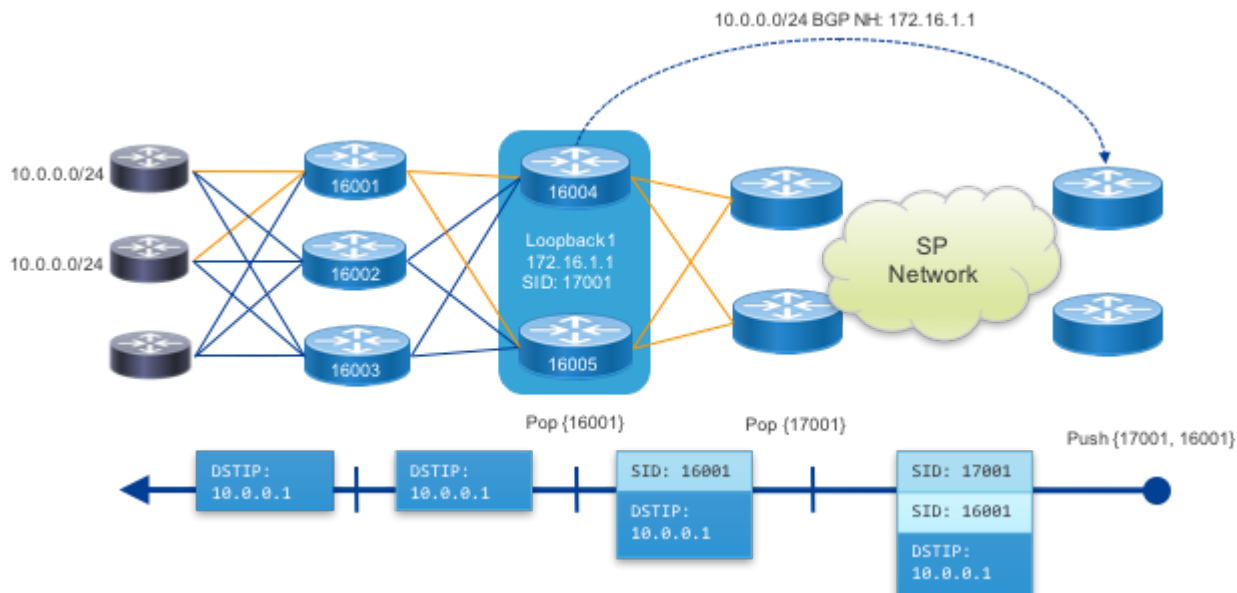 10.0.0.0/24 BGP NH: 172.16.1.1
10.0.0.0/24
16001
16004
10.0.0.0/24
16002
Loopback1
172.16.1.1
SID: 17001
SP
Network
16003
16005
Pop {16001}
Pop {17001}
Push {17001, 16001}
DSTIP:
10.0.0.1
DSTIP:
10.0.0.1
SID: 16001
DSTIP:
10.0.0.1
SID: 17001
SID: 16001
DSTIP:
10.0.0.1